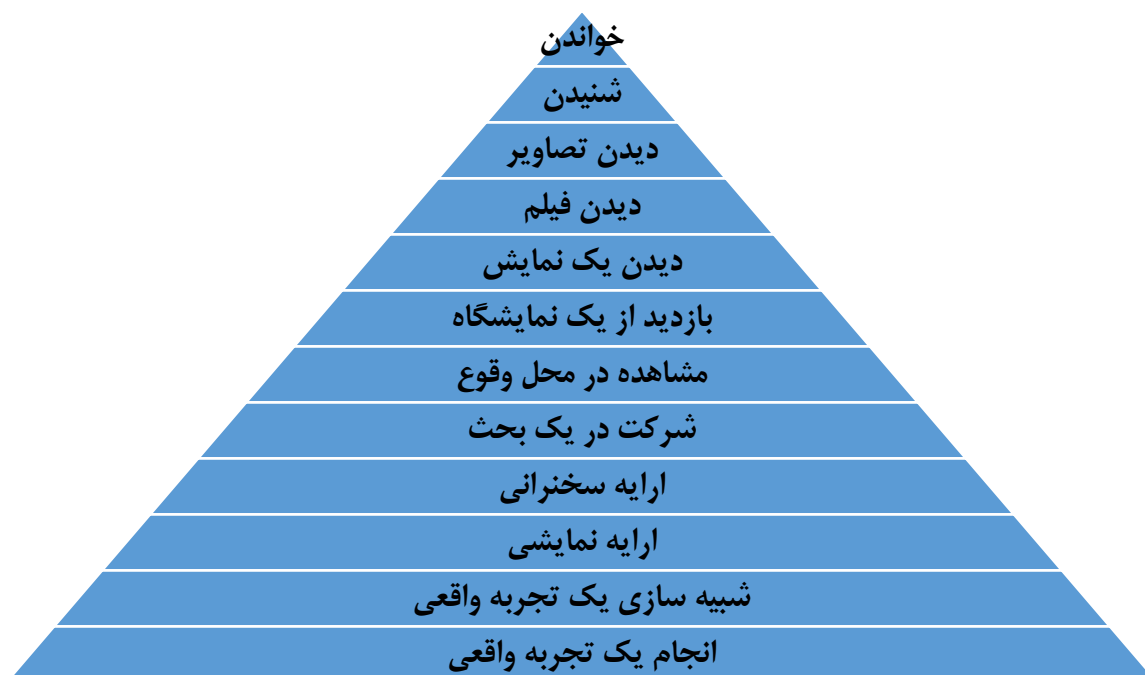 خواندن
شنیدن
دیدن تصاویر
دیدن فیلم
دیدن یک نمایش
بازدید از یک نمایشگاه
مشاهده در محل وقوع
شرکت در یک بحث
ارایه سخنرانی
ارایه نمایشی
شبیه سازی یک تجربه واقعی
انجام یک تجربه واقعی